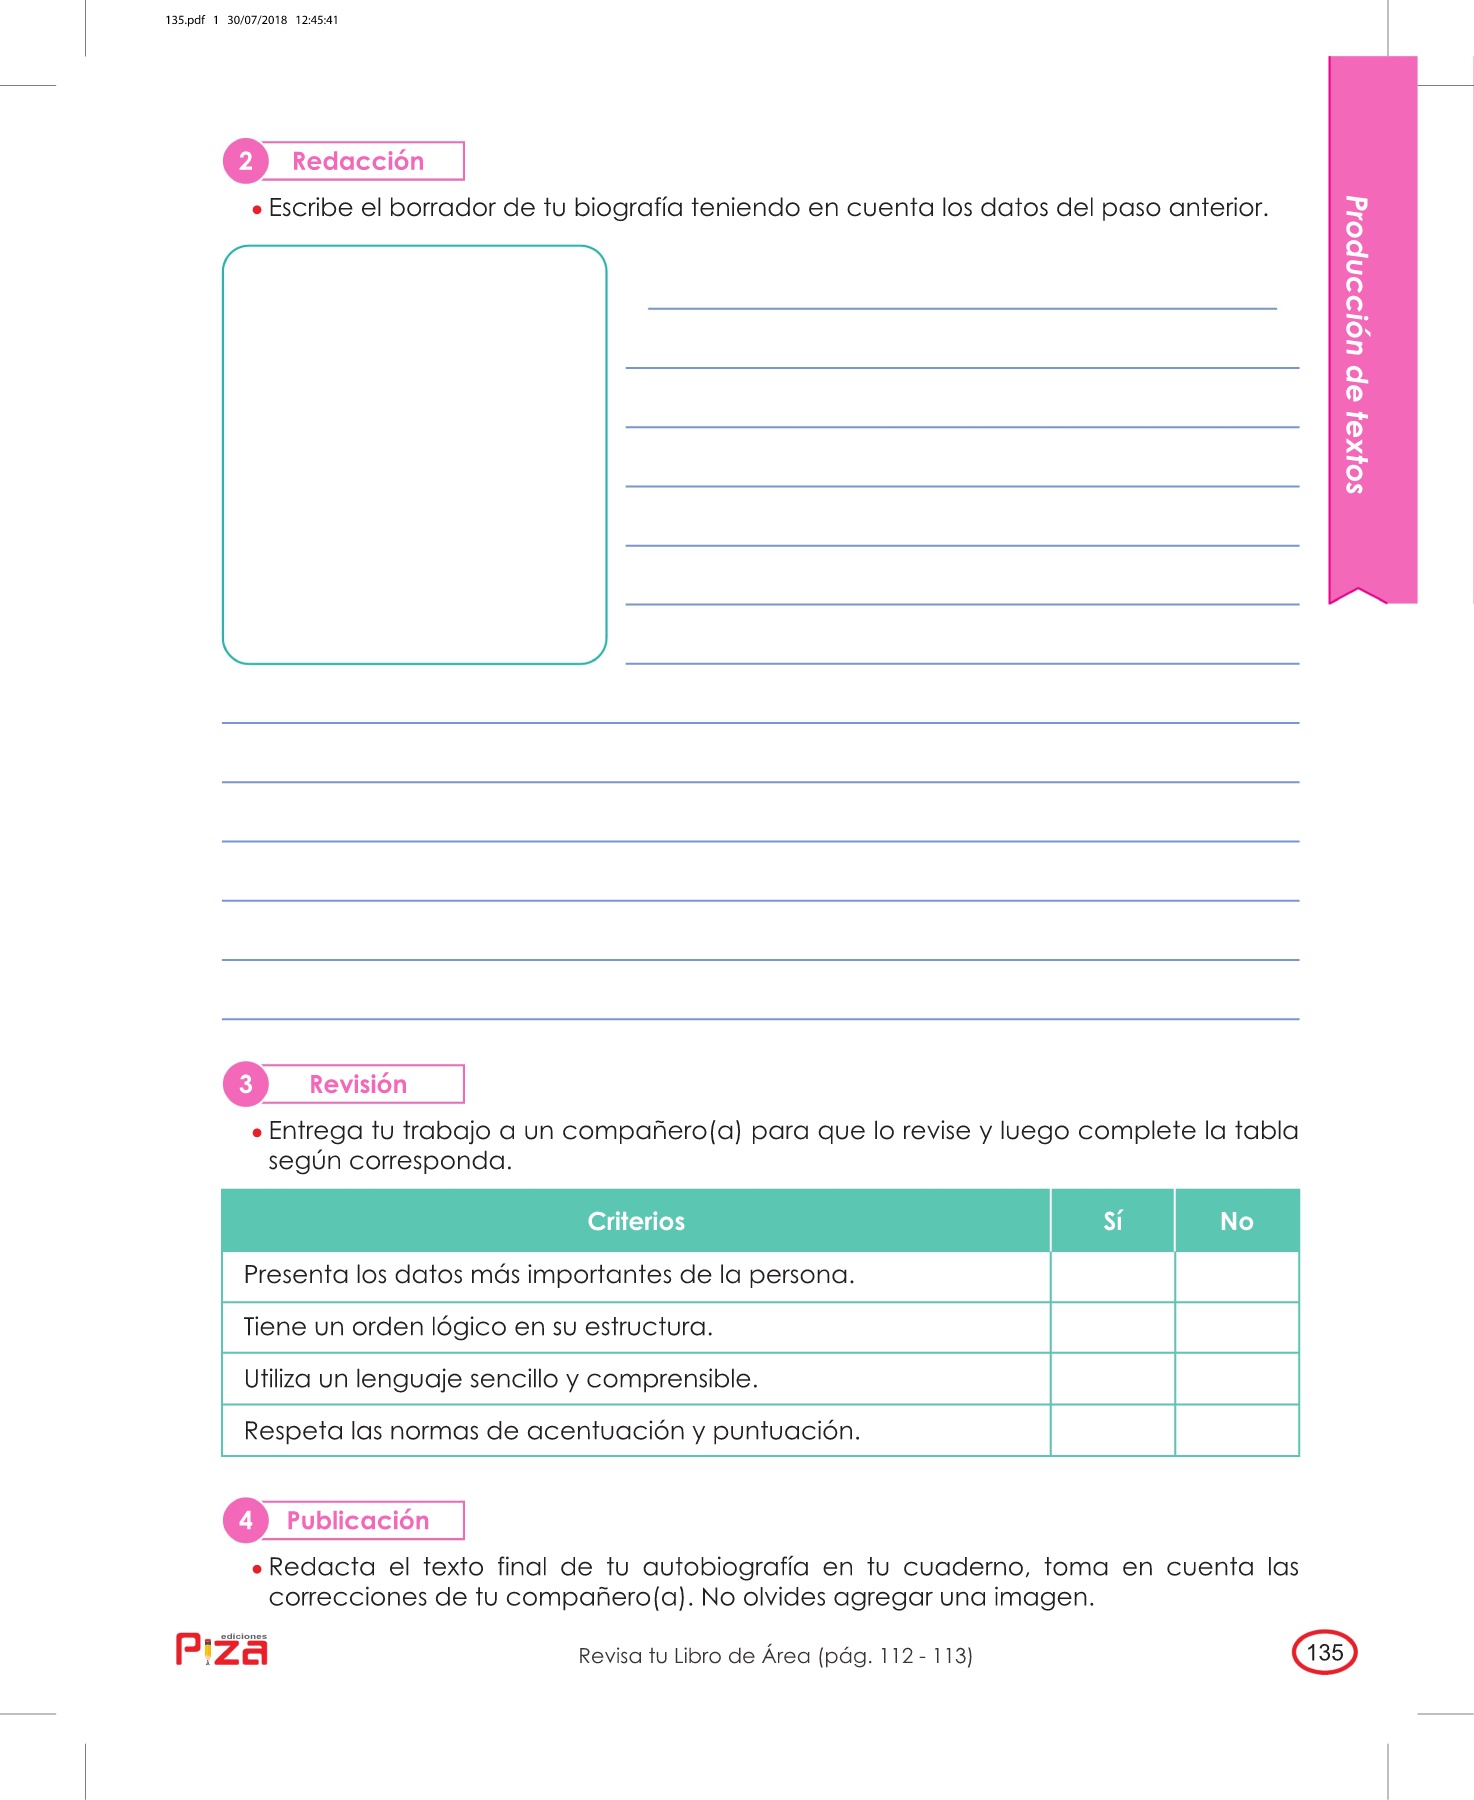 135.pdf 1 30/07/2018 12:45:41
Producción de textos
2 Redacción
• Escribe el borrador de tu biografía teniendo en cuenta los datos del paso anterior.
3 Revisión
• Entrega tu trabajo a un compañero(a) para que lo revise y luego complete la tabla
según corresponda.
Criterios Sí No
Presenta los datos más importantes de la persona.
Tiene un orden lógico en su estructura.
Utiliza un lenguaje sencillo y comprensible.
Respeta las normas de acentuación y puntuación.
4 Publicación
• Redacta el texto final de tu autobiografía en tu cuaderno, toma en cuenta las
correcciones de tu compañero(a). No olvides agregar una imagen.
ediciones
Piza
Revisa tu Libro de Área (pág. 112 - 113)
135